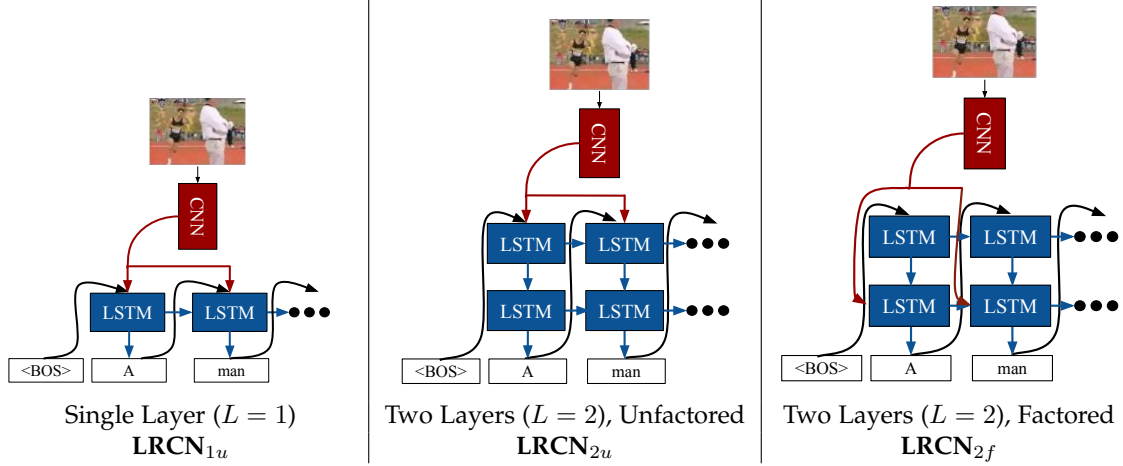 CNN
LSTM LSTM
<BOS> A man
Single Layer (L = 1)
LRCN1u
CNN
LSTM LSTM
LSTM LSTM
<BOS> A man
Two Layers (L = 2), Unfactored
LRCN2u
CNN
LSTM LSTM
LSTM LSTM
<BOS> A man
Two Layers (L = 2), Factored
LRCN2f